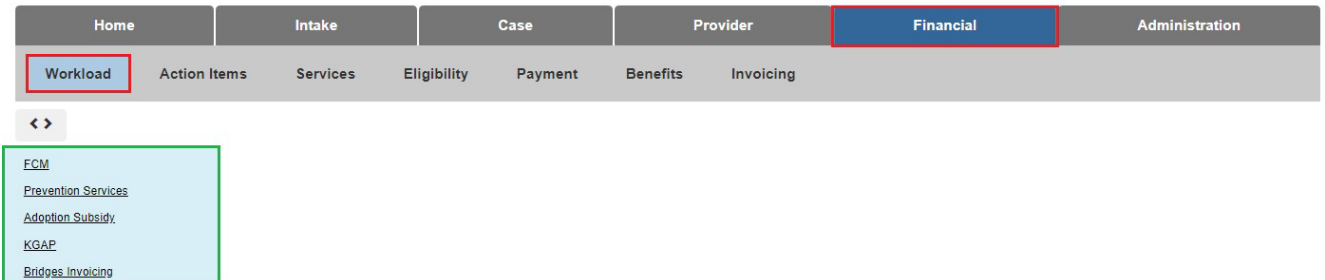 Home Intake Case Provider Financial Administration
Workload Action Items Services Eligibility Payment Benefits Invoicing
FCM
Prevention Services
Adoption Subsidy
KGAP
Bridges Invoicing